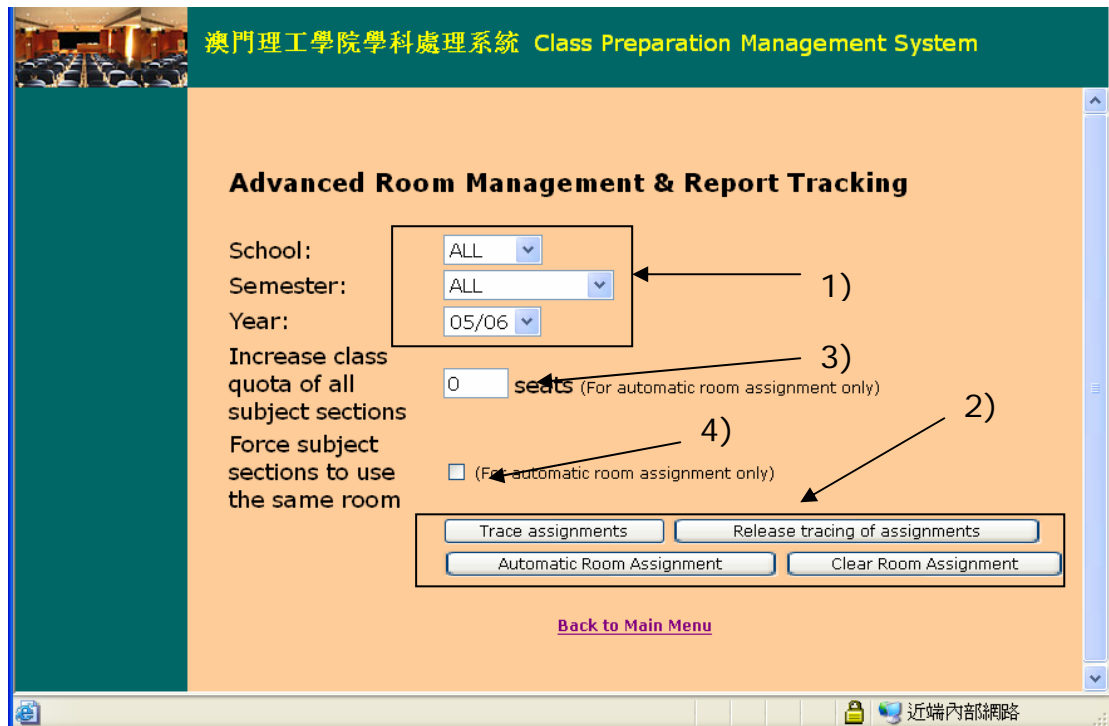 澳門理工學院學科處理系統 Class Preparation Management System
Advanced Room Management & Report Tracking
School: ALL
Semester: ALL
1)
Year: 05/06
Increase class
quota of all
subject sections
0 seats (For automatic room assignment only)
3)
2)
Force subject
sections to use
the same room
(For automatic room assignment only)
4)
Trace assignments Release tracing of assignments
Automatic Room Assignment Clear Room Assignment
Back to Main Menu
近端內部網路